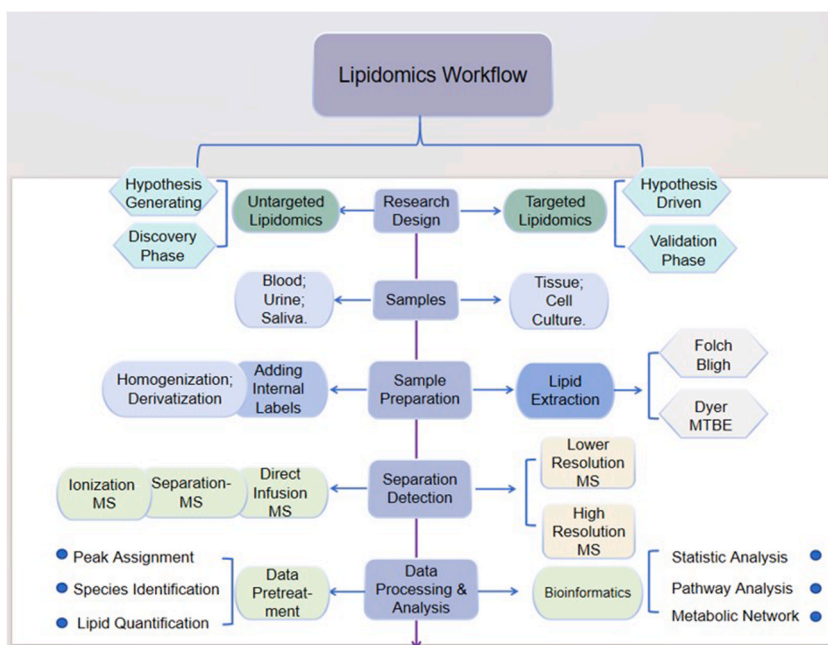 Lipidomics Workflow
Hypothesis
Generating
Discovery
Phase
Untargeted
Lipidomics
Research
Design
Targeted
Lipidomics
Hypothesis
Driven
Validation
Phase
Blood;
Urine;
Saliva.
Samples
Tissue;
Cell
Culture.
Homogenization;
Derivatization
Adding
Internal
Labels
Sample
Preparation
Lipid
Extraction
Folch
Bligh
Dyer
MTBE
Ionization
MS
Separation-
MS
Direct
Infusion
MS
Separation
Detection
Lower
Resolution
MS
High
Resolution
MS
Peak Assignment
Species Identification
Lipid Quantification
Data
Pretreat-
ment
Data
Processing &
Analysis
Bioinformatics
Statistic Analysis
Pathway Analysis
Metabolic Network